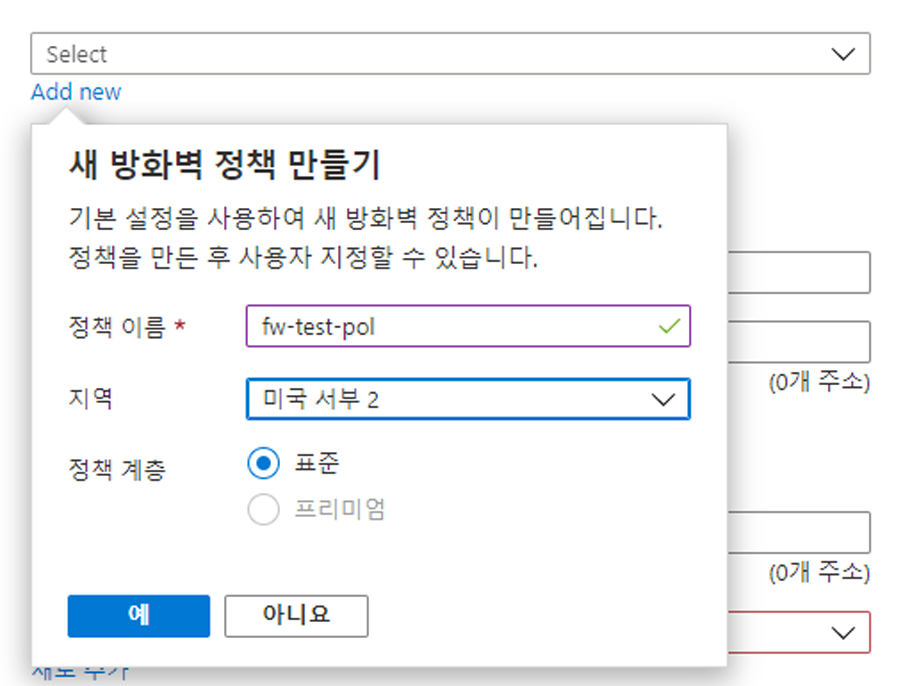 Select
Add new
새 방화벽 정책 만들기
기본 설정을 사용하여 새 방화벽 정책이 만들어집니다.
정책을 만든 후 사용자 지정할 수 있습니다.
정책 이름 * fw-test-pol
지역 미국 서부 2
(0개 주소)
정책 계층 표준
프리미엄
(0개 주소)
예 아니요
새로 추가